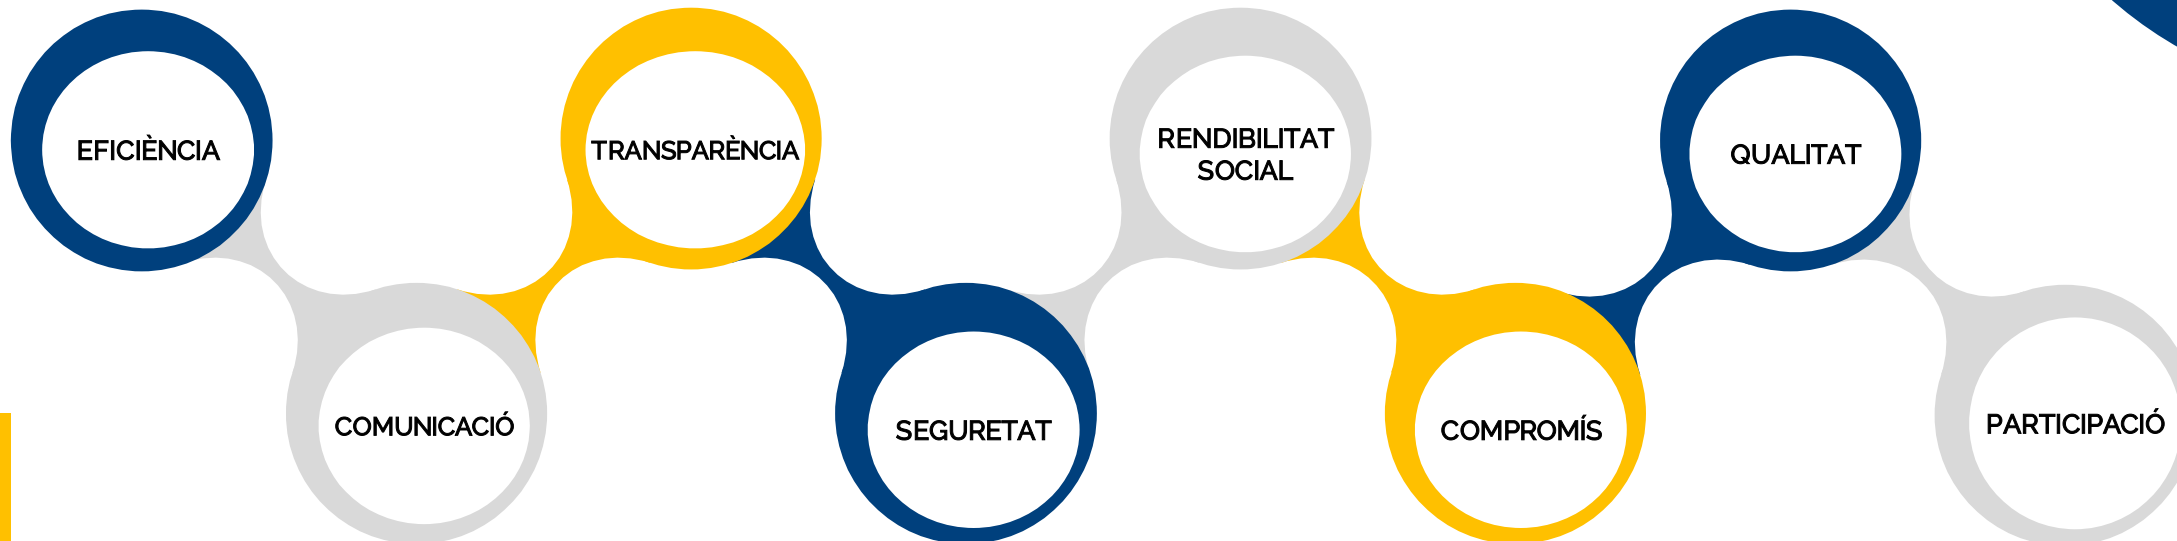 EFICIÈNCIA
COMUNICACIÓ
TRANSPARÈNCIA
SEGURETAT
RENDIBILITAT
SOCIAL
COMPROMÍS
QUALITAT
PARTICIPACIÓ